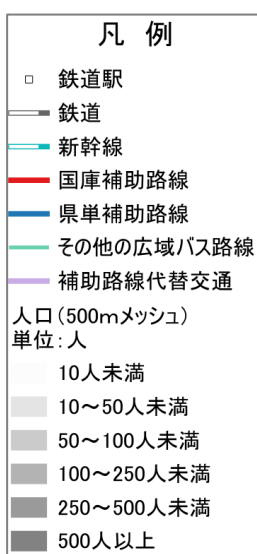 凡 例
鉄道駅
鉄道
新幹線
国庫補助路線
県単補助路線
その他の広域バス路線
補助路線代替交通
人口(500mメッシュ)
単位:人
10人未満
10～50人未満
50～100人未満
100～250人未満
250～500人未満
500人以上